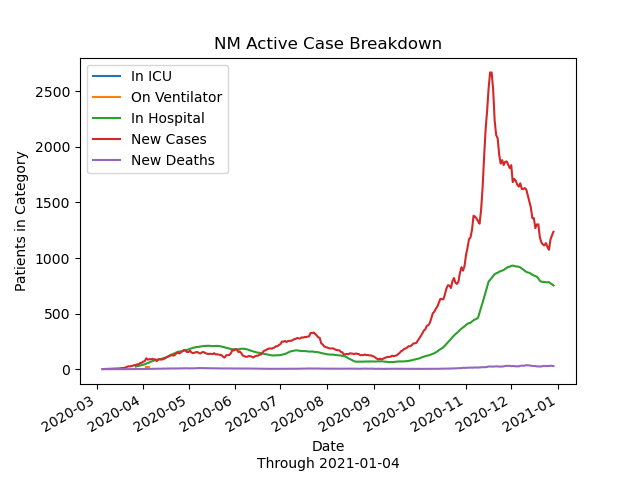 NM Active Case Breakdown
In ICU
On Ventilator
In Hospital
New Cases
New Deaths
Patients in Category
2500
2000
1500
1000
500
0
2020-03
2020-04
2020-05
2020-06
2020-07
2020-08
2020-09
2020-10
2020-11
2020-12
2021-01
Date
Through 2021-01-04